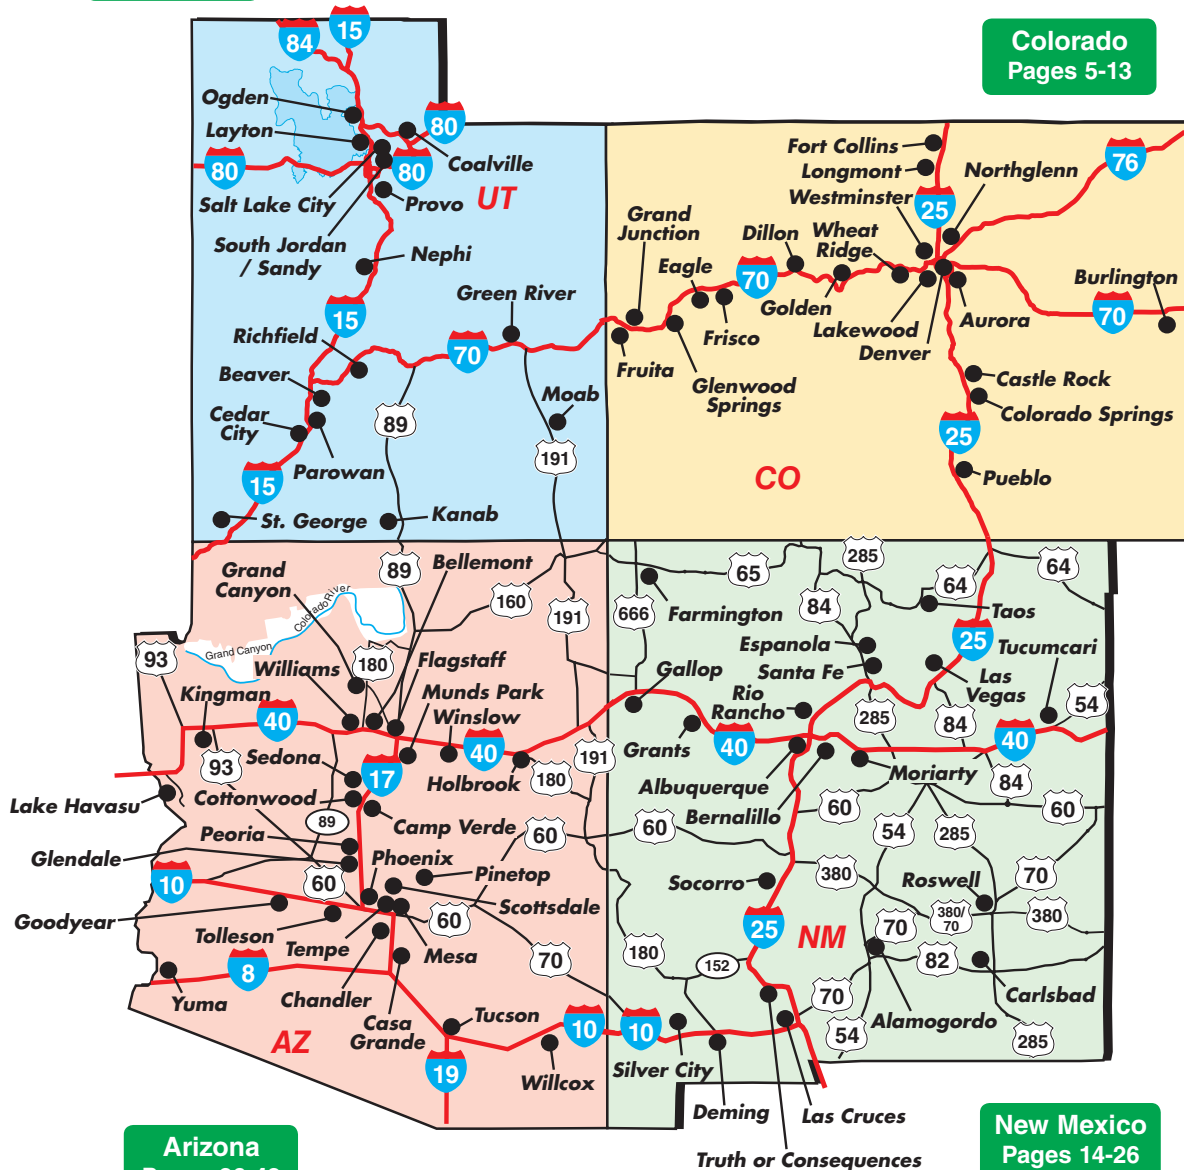 84
15
Colorado
Pages 5-13
Ogden
Layton
80
80
80
Coalville
Salt Lake City
Provo
UT
South Jordan
/ Sandy
Nephi
Green River
15
Richfield
70
Beaver
Cedar
City
Parowan
89
Moab
191
15
St. George
Kanab
Fort Collins
Longmont
Westminster
Northglenn
76
25
Grand
Junction
Dillon
Wheat
Ridge
Eagle
70
Golden
Burlington
Frisco
Lakewood
Denver
Aurora
70
Fruita
Glenwood
Springs
Castle Rock
Colorado Springs
25
CO
Pueblo
Grand
Canyon
89
Bellemont
160
191
Colorado River
Grand Canyon
93
180
Williams
Flagstaff
Kingman
Munds Park
40
Winslow
93
Sedona
17
40
Holbrook
180
191
Lake Havasu
Cottonwood
89
Camp Verde
60
Peoria
Glendale
Phoenix
Pinetop
10
60
Scottsdale
Goodyear
60
Tolleson
Tempe
Mesa
70
8
Yuma
Chandler
Casa
Grande
Tucson
10
AZ
19
Willcox
65
285
64
64
666
Farmington
84
Taos
Espanola
Santa Fe
25
Tucumcari
Gallop
Rio
Rancho
Las
Vegas
54
285
84
Grants
40
40
Albuquerque
Moriarty
84
Bernalillo
60
60
60
54
285
380
70
Socorro
Roswell
25
380/
70
380
NM
70
180
152
82
70
Carlsbad
Alamogordo
54
285
10
Silver City
Deming
Las Cruces
Truth or Consequences
Arizona
New Mexico
Pages 14-26